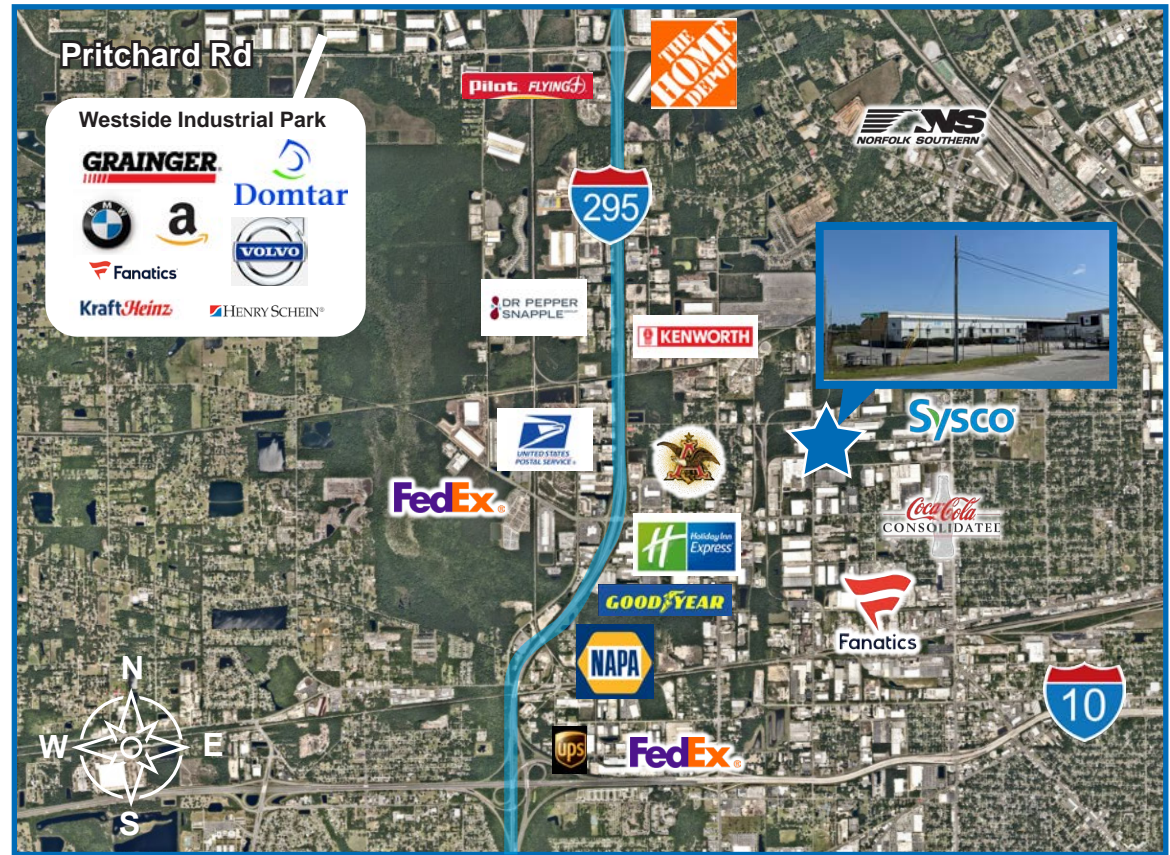 Pritchard Rd
Westside Industrial Park
GRAINGER®
Domtar
BMW
a
VOLVO
Fanatics
KraftHeinz
HENRY SCHEIN®
Pilot. FLYING J
THE
HOME
DEPOT
NS
NORFOLK SOUTHERN
295
DR PEPPER
SNAPPLE
KENWORTH
UNITED STATES
POSTAL SERVICE®
A
Sysco
FedEx®
Coca-Cola
CONSOLIDATED
H Holiday Inn
Express
GOODYEAR
Fanatics
NAPA
10
ups
FedEx®
N
W E
S